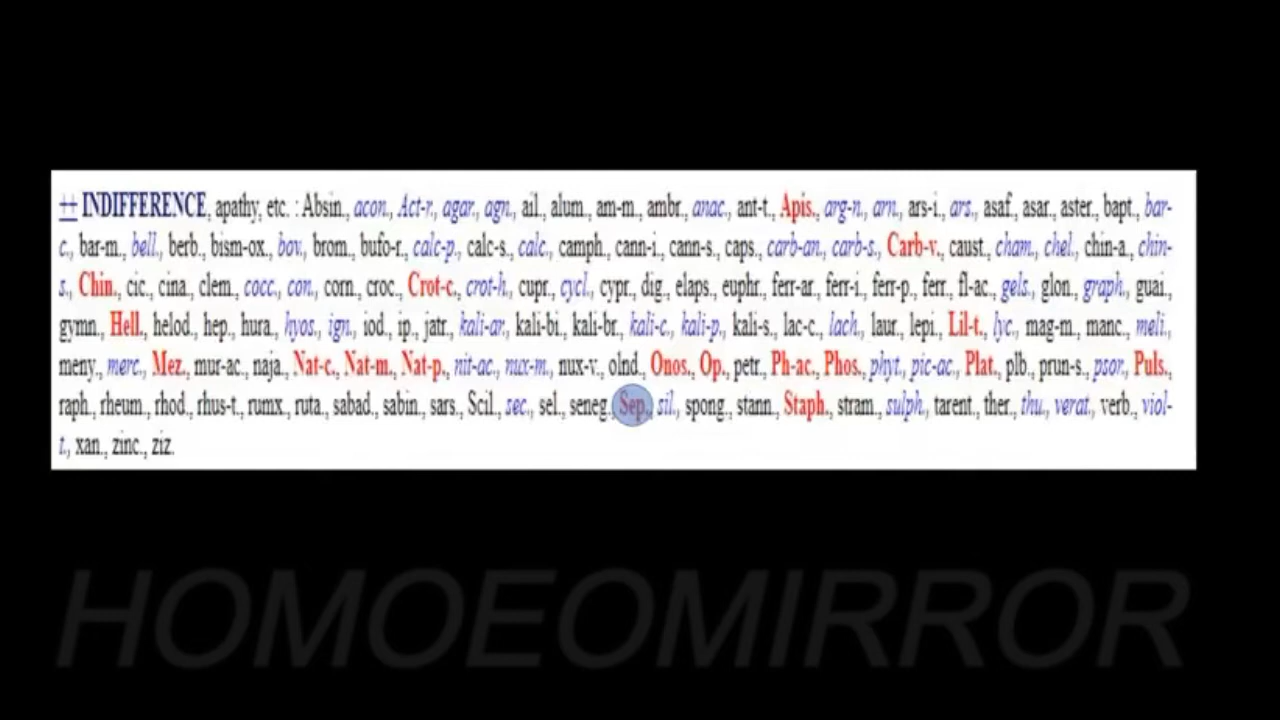 ++ INDIFFERENCE, apathy, etc. : Absin., acon., Act-r., agar., agn., ail., alum., am-m., ambr., anac., ant-t., Apis., arg-n., arn., ars-i., ars., asaf., asar., aster., bapt., bar-
c., bar-m., bell., berb., bism-ox., bov., brom., bufo-r., calc-p., calc-s., calc., camph., cann-i., cann-s., caps., carb-an., carb-s., Carb-v., caust., cham., chel., chin-a., chin-
s., Chin., cic., cina., clem., cocc., con., corn., croc., Crot-c., crot-h., cupr., cycl., cypr., dig., elaps., euphr., ferr-ar., ferr-i., ferr-p., ferr., fl-ac., gels., glon., graph., guai.,
gymn., Hell., helod., hep., hura., hyos., ign., iod., ip., jatr., kali-ar., kali-bi., kali-br., kali-c., kali-p., kali-s., lac-c., lach., laur., lepi., Lil-t., lyc., mag-m., manc., meli.,
meny., merc., Mez., mur-ac., naja., Nat-c., Nat-m., Nat-p., nit-ac., nux-m., nux-v., olnd., Onos., Op., petr., Ph-ac., Phos., phyt., pic-ac., Plat., plb., prun-s., psor., Puls.,
raph., rheum., rhod., rhus-t., rumx., ruta., sabad., sabin., sars., Scil., sec., sel., seneg., Sep., sil., spong., stann., Staph., stram., sulph., tarent., ther., thu., verat., verb., viol-
t., xan., zinc., ziz.
HOMOEOMIRROR